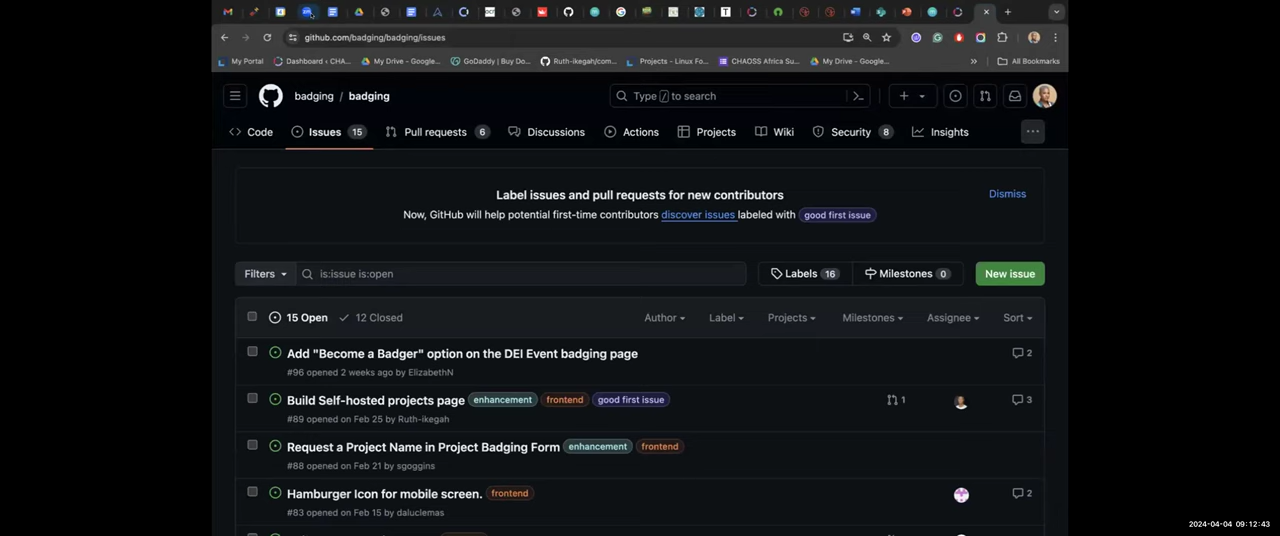 github.com/badging/badging/issues
My Portal
Dashboard ‹ CHA...
My Drive - Google...
GoDaddy | Buy Do...
Ruth-ikegah/com...
Projects - Linux Fo...
CHAOSS Africa Su...
My Drive - Google...
»
All Bookmarks
badging / badging
Type / to search
Code
Issues 15
Pull requests 6
Discussions
Actions
Projects
Wiki
Security 8
Insights
Label issues and pull requests for new contributors
Dismiss
Now, GitHub will help potential first-time contributors discover issues labeled with good first issue
Filters
is:issue is:open
Labels 16
Milestones 0
New issue
15 Open
12 Closed
Author
Label
Projects
Milestones
Assignee
Sort
Add "Become a Badger" option on the DEI Event badging page
2
#96 opened 2 weeks ago by ElizabethN
Build Self-hosted projects page enhancement frontend good first issue
1
3
#89 opened on Feb 25 by Ruth-ikegah
Request a Project Name in Project Badging Form enhancement frontend
#88 opened on Feb 21 by sgoggins
Hamburger Icon for mobile screen. frontend
2
#83 opened on Feb 15 by daluclemas
2024-04-04 09:12:43